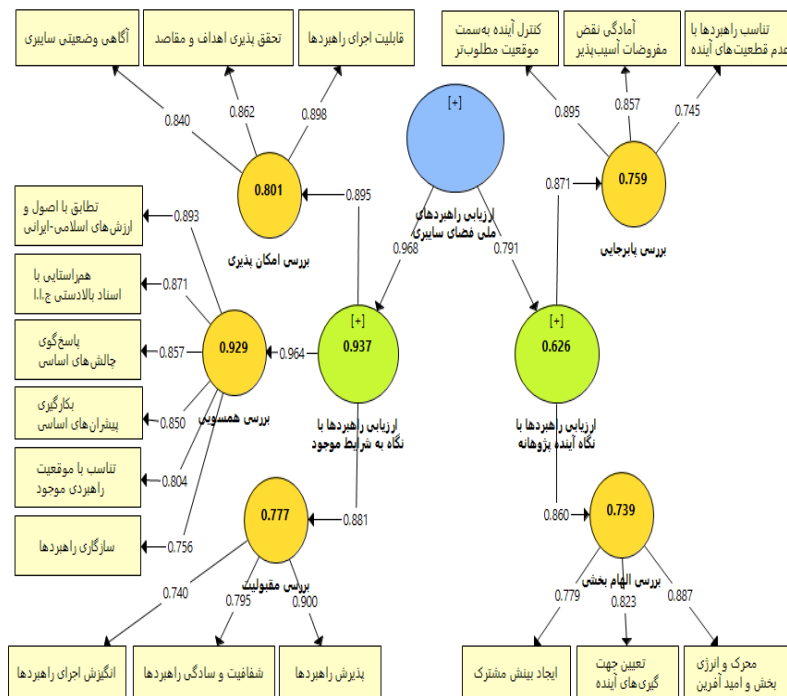 آگاهی وضعیتی سایبری
تحقق پذیری اهداف و مقاصد
قابلیت اجرای راهبردها
کنترل آینده به‌سمت
موقعیت مطلوب‌تر
آمادگی نقض
مفروضات آسیب‌پذیر
تناسب راهبردها با
عدم قطعیت‌های آینده
0.840
0.862
0.898
0.895
0.857
0.745
[+]
0.801
0.759
بررسی امکان پذیری
ارزیابی راهبردهای
ملی فضای سایبری
بررسی پابرجایی
0.895
0.968
0.791
0.871
تطابق با اصول و
ارزش‌های اسلامی-ایرانی
هم‌راستایی با
اسناد بالادستی ج.ا.ا
پاسخ‌گوی
چالش‌های اساسی
بکارگیری
پیشران‌های اساسی
تناسب با موقعیت
راهبردی موجود
سازگاری راهبردها
0.893
0.871
0.857
0.850
0.804
0.756
0.929
بررسی همسویی
0.964
[+]
0.937
ارزیابی راهبردها با
نگاه به شرایط موجود
[+]
0.626
ارزیابی راهبردها با
نگاه آینده پژوهانه
0.881
0.860
0.777
بررسی مقبولیت
0.739
بررسی الهام بخشی
0.740
0.795
0.900
0.779
0.823
0.887
انگیزش اجرای راهبردها
شفافیت و سادگی راهبردها
پذیرش راهبردها
ایجاد بینش مشترک
تعیین جهت
گیری‌های آینده
محرک و انرژی
بخش و امید آفرین